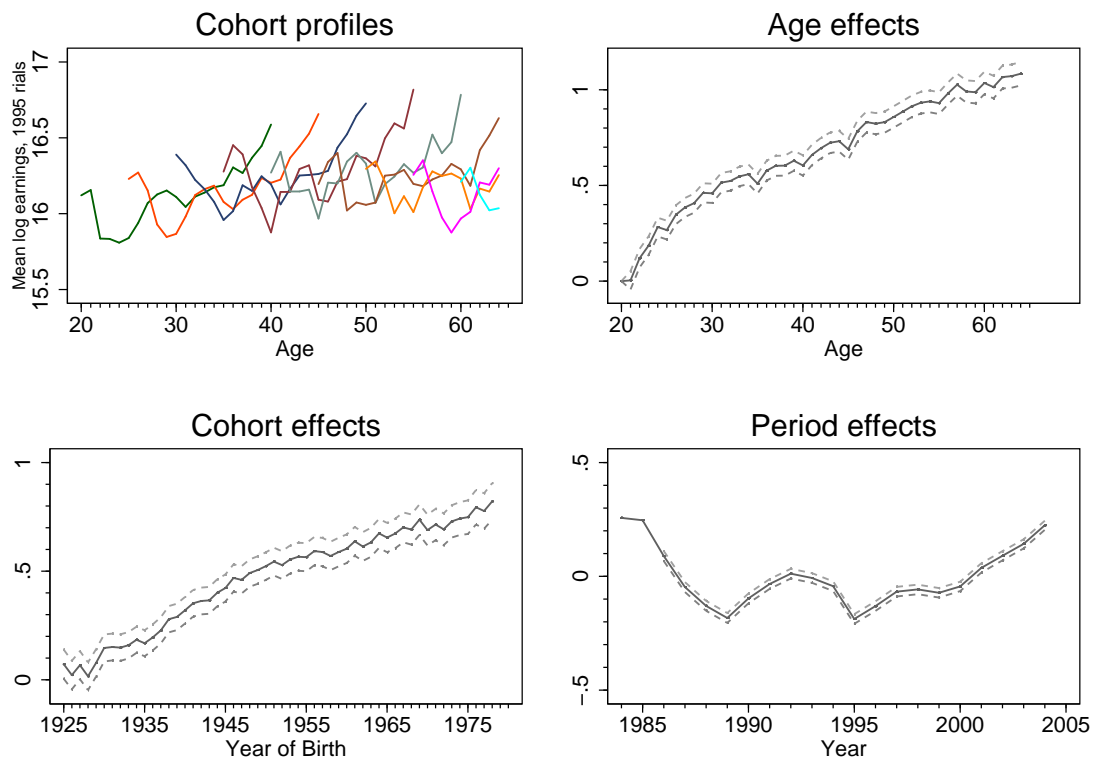 Cohort profiles
Mean log earnings, 1995 rials
17
16.5
16
15.5
20 30 40 50 60
Age
Age effects
1
.5
0
20 30 40 50 60
Age
Cohort effects
1
.5
0
1925 1935 1945 1955 1965 1975
Year of Birth
Period effects
.5
0
−.5
1985 1990 1995 2000 2005
Year